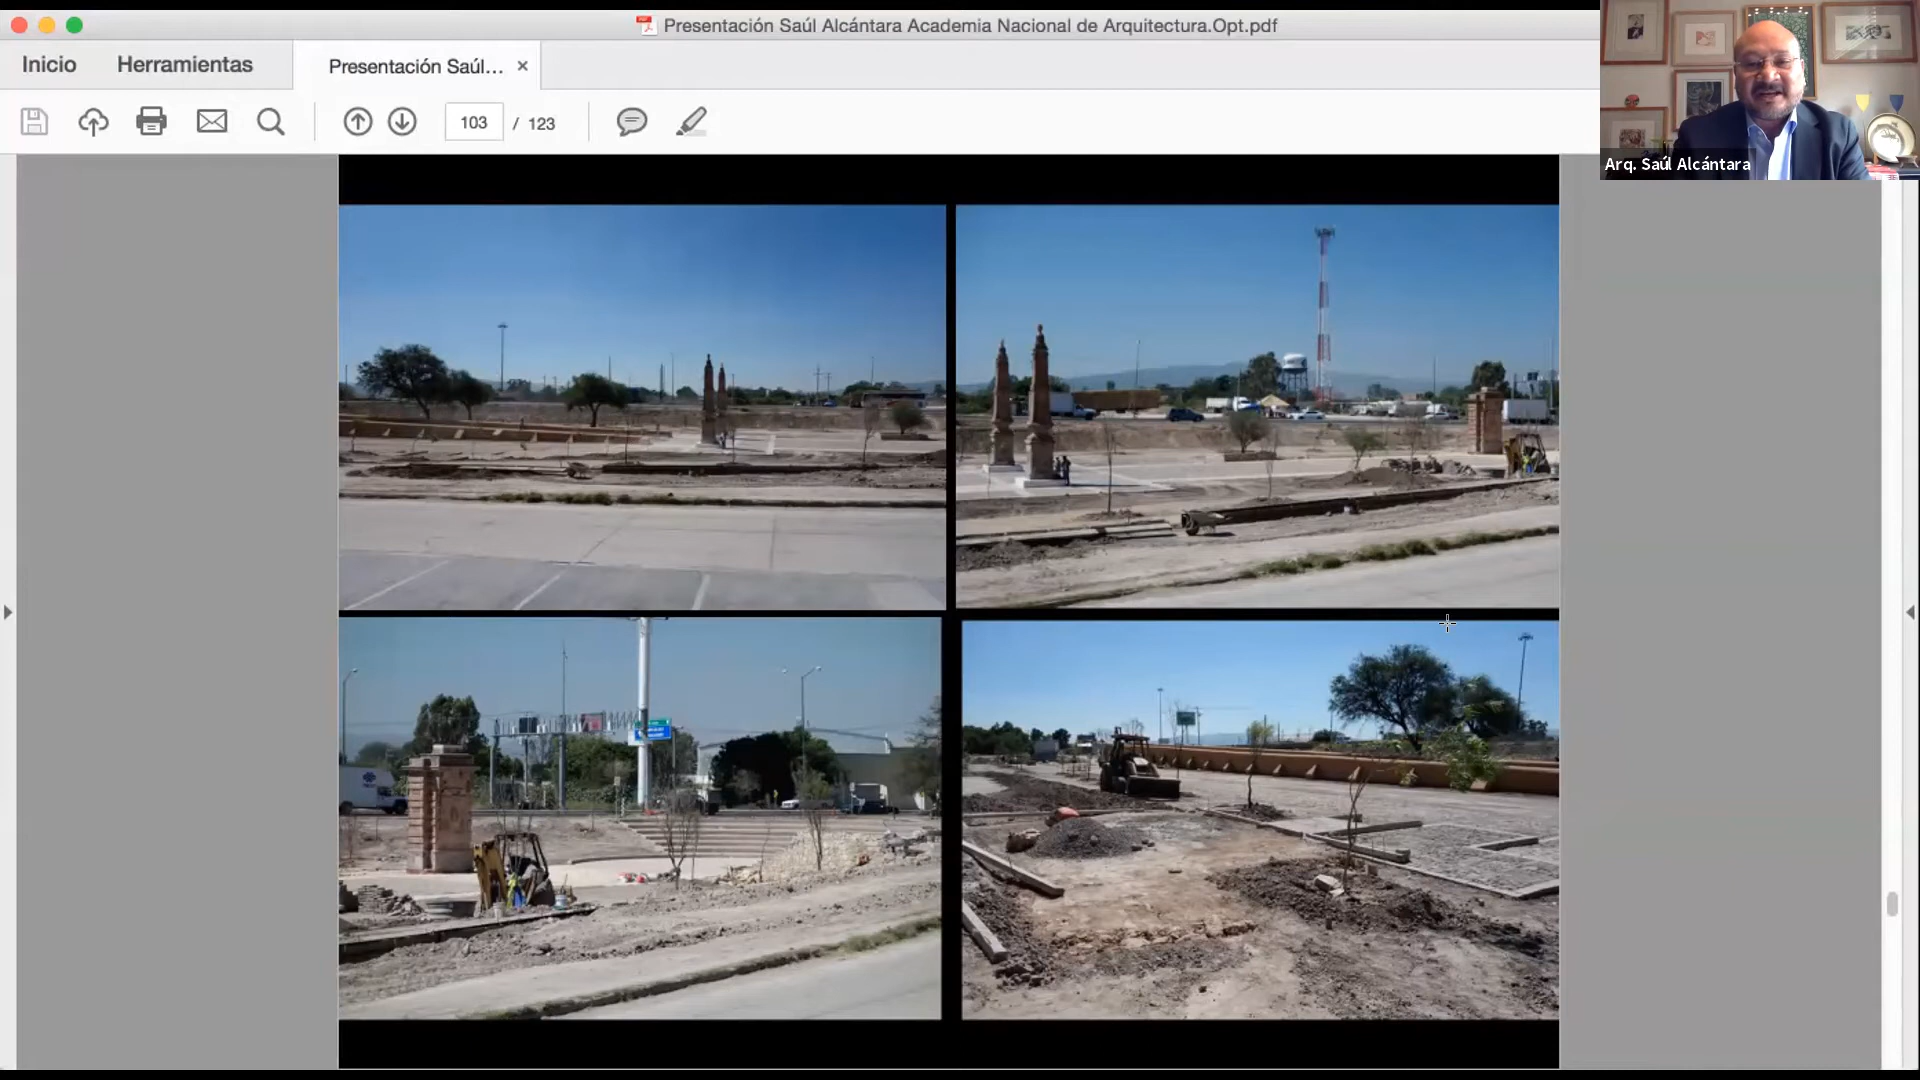 Presentación Saúl Alcántara Academia Nacional de Arquitectura.Opt.pdf
Inicio
Herramientas
Presentación Saúl...
103 / 123
Arq. Saúl Alcántara